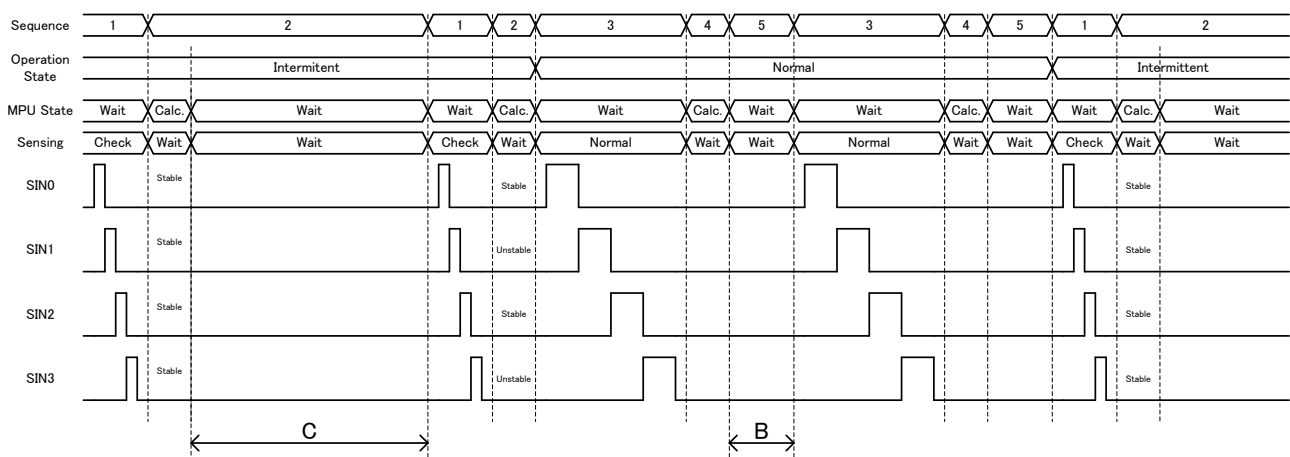 Sequence 1 2 1 2 3 4 5 3 4 5 1 2
Operation State Intermitent Normal Intermittent
MPU State Wait Calc. Wait Wait Calc. Wait Calc. Wait Wait Calc. Wait Wait Calc. Wait
Sensing Check Wait Wait Check Wait Normal Wait Wait Normal Wait Wait Check Wait Wait
SIN0 Stable Stable Stable
SIN1 Stable Unstable Stable
SIN2 Stable Stable Stable
SIN3 Stable Unstable Stable
C B